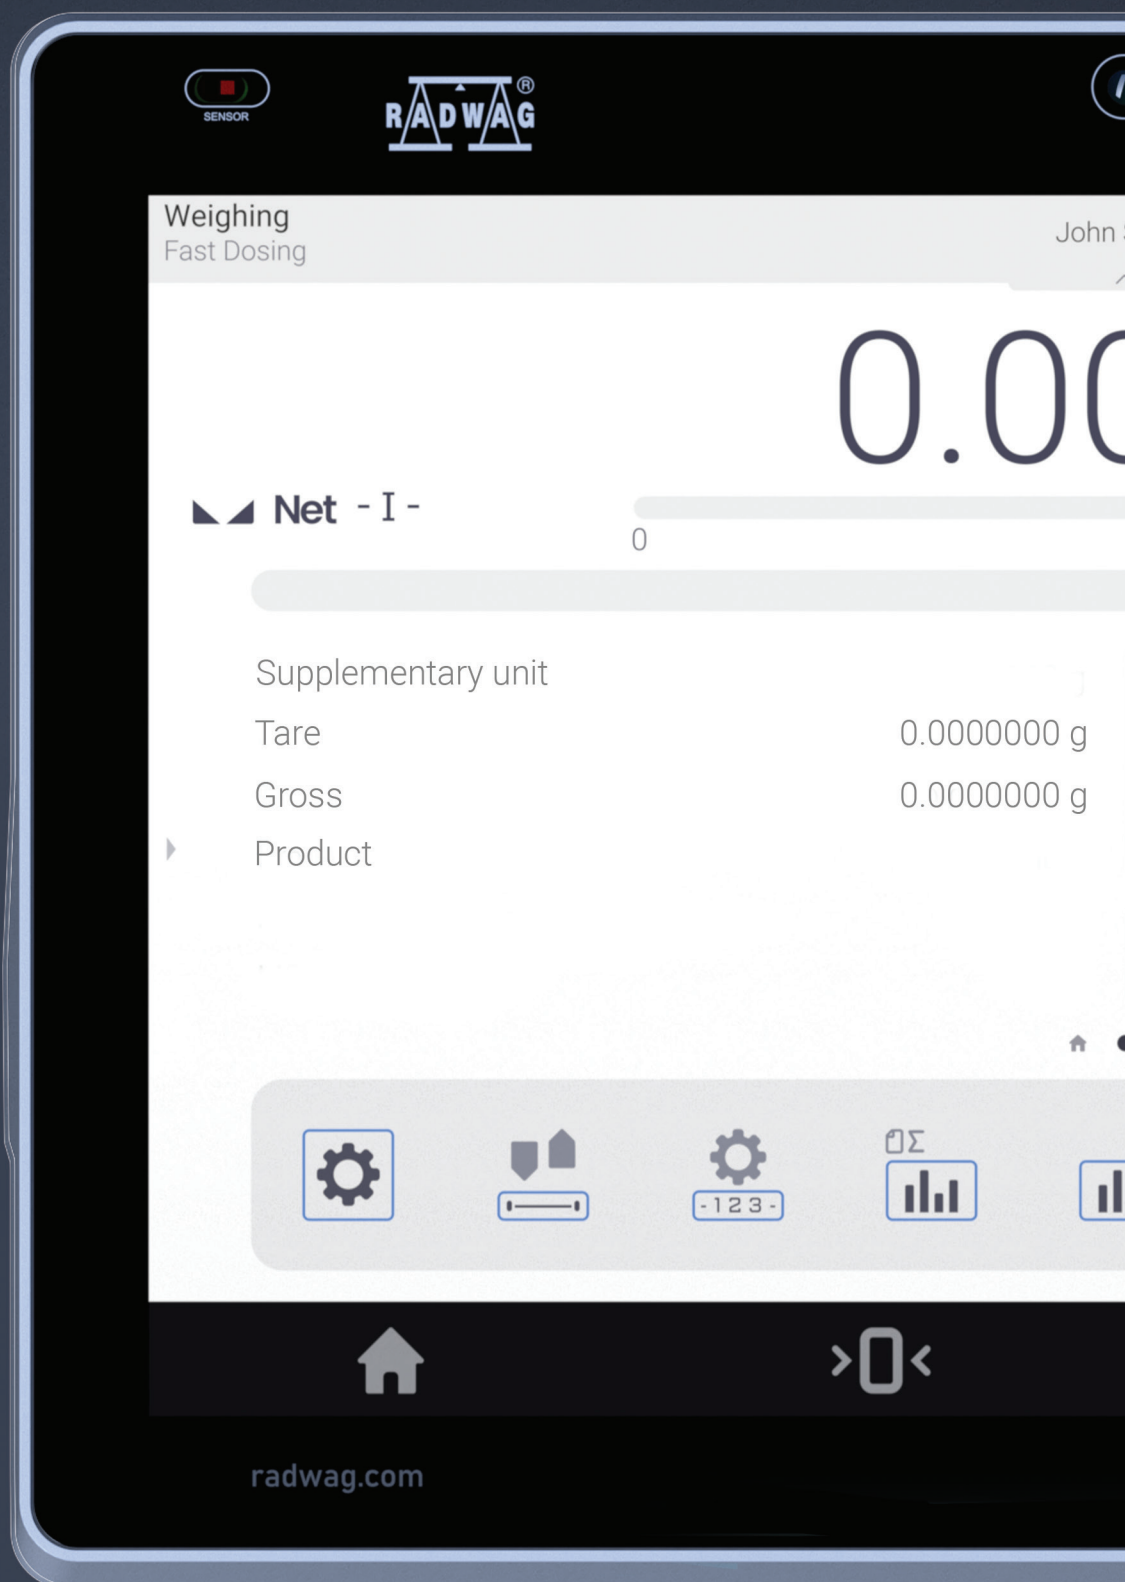 SENSOR
RADWAG®
Weighing
Fast Dosing
John
0.00
Net - I -
0
Supplementary unit
Tare 0.0000000 g
Gross 0.0000000 g
Product
Σ
-123-
>0<
radwag.com